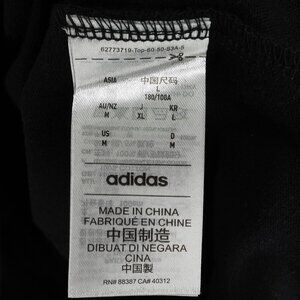 62773719-Top-60-50-83A-5
ASIA 中国尺码
L
180/100A
AU/NZ J KR
M XL L
US D
M M
adidas
MADE IN CHINA
FABRIQUÉ EN CHINE
中国制造
DIBUAT DI NEGARA
CINA
中国製
RN# 88387 CA# 40312